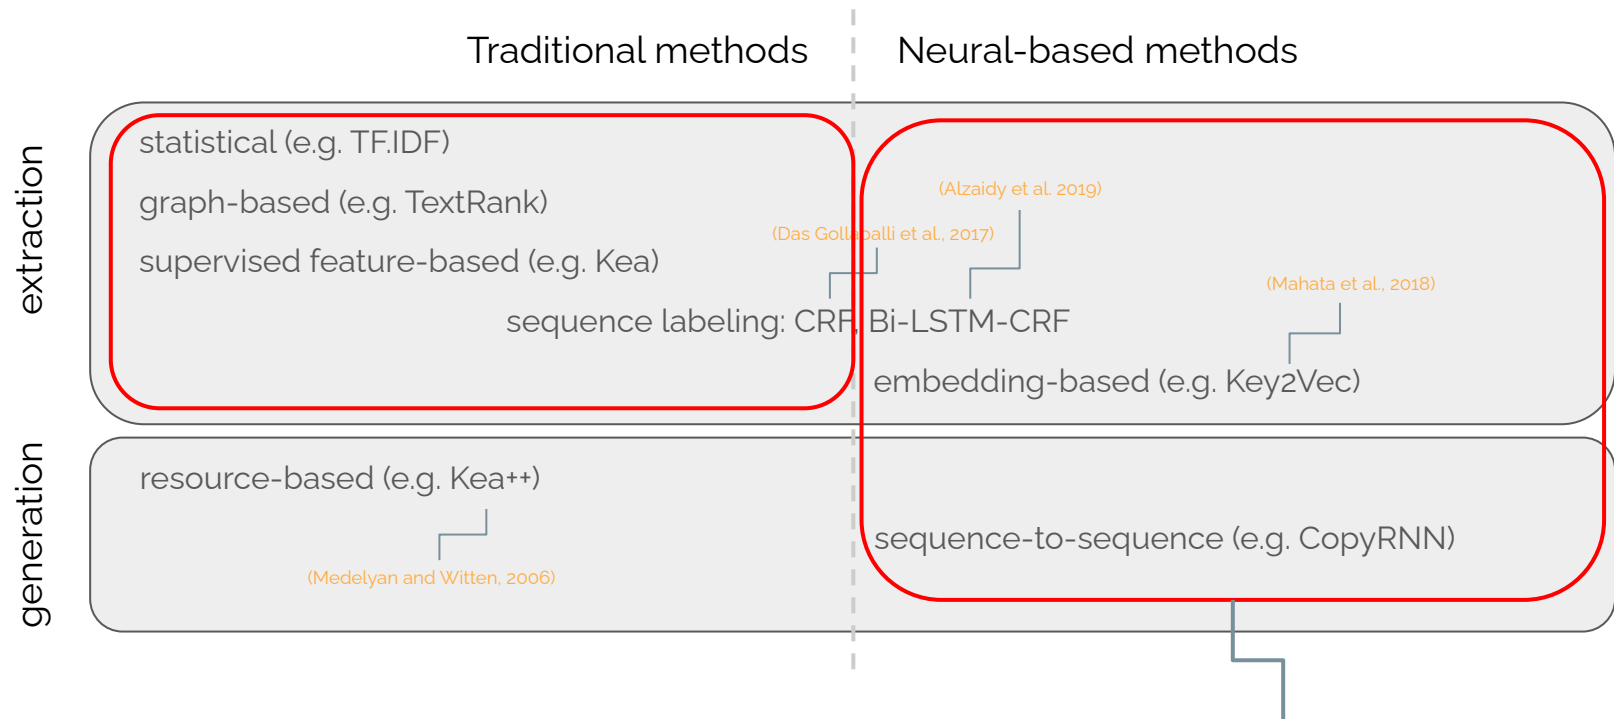 Traditional methods
Neural-based methods
extraction
statistical (e.g. TF.IDF)
graph-based (e.g. TextRank)
(Alzaidy et al. 2019)
(Das Gollapalli et al., 2017)
supervised feature-based (e.g. Kea)
(Mahata et al., 2018)
sequence labeling: CRF, Bi-LSTM-CRF
embedding-based (e.g. Key2Vec)
generation
resource-based (e.g. Kea++)
sequence-to-sequence (e.g. CopyRNN)
(Medelyan and Witten, 2006)